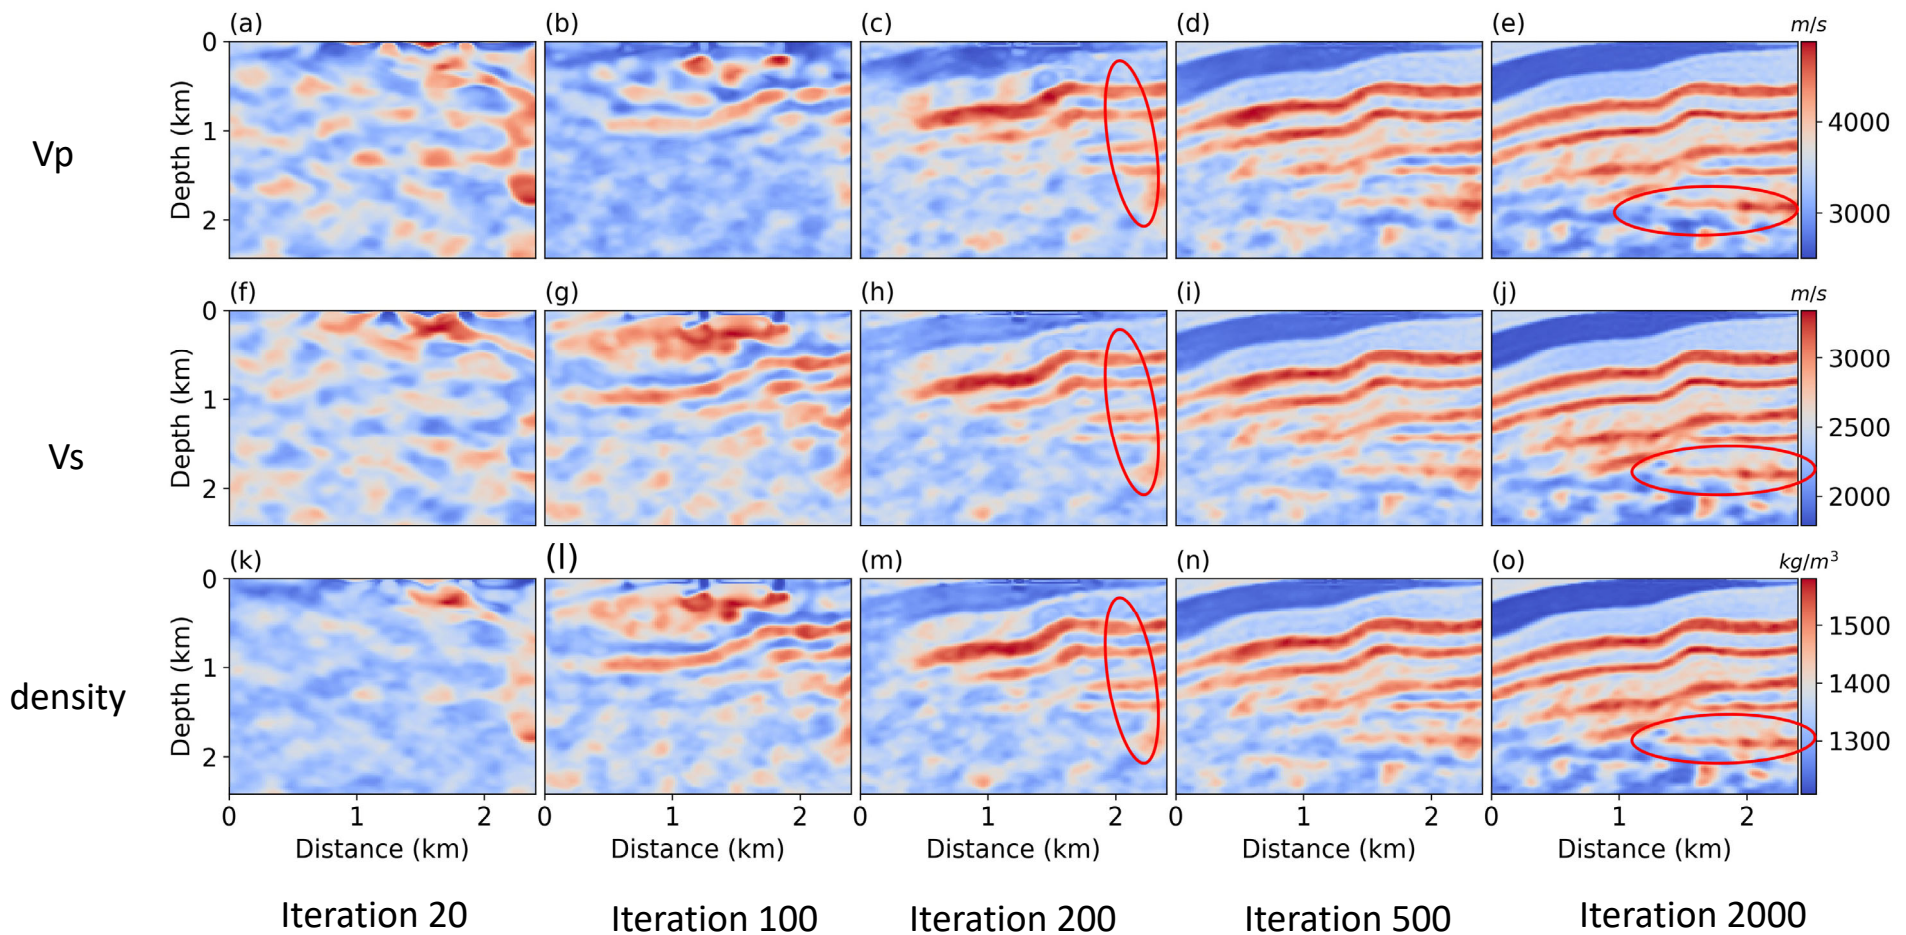 (a) (b) (c) (d) (e) m/s
Vp
Depth (km)
0
1
2
4000
3000
(f) (g) (h) (i) (j) m/s
Vs
Depth (km)
0
1
2
3000
2500
2000
(k) (l) (m) (n) (o) kg/m³
density
Depth (km)
0
1
2
1500
1400
1300
0 1 2 0 1 2 0 1 2 0 1 2 0 1 2
Distance (km) Distance (km) Distance (km) Distance (km) Distance (km)
Iteration 20 Iteration 100 Iteration 200 Iteration 500 Iteration 2000